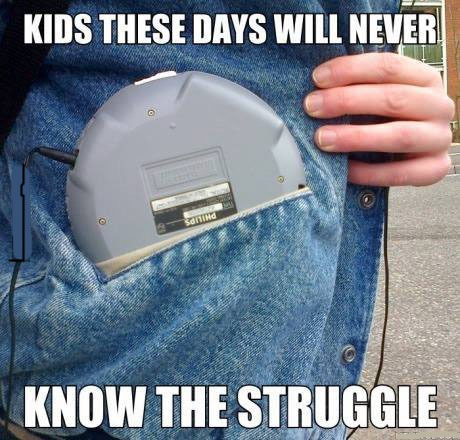 KIDS THESE DAYS WILL NEVER
PHILIPS
KNOW THE STRUGGLE